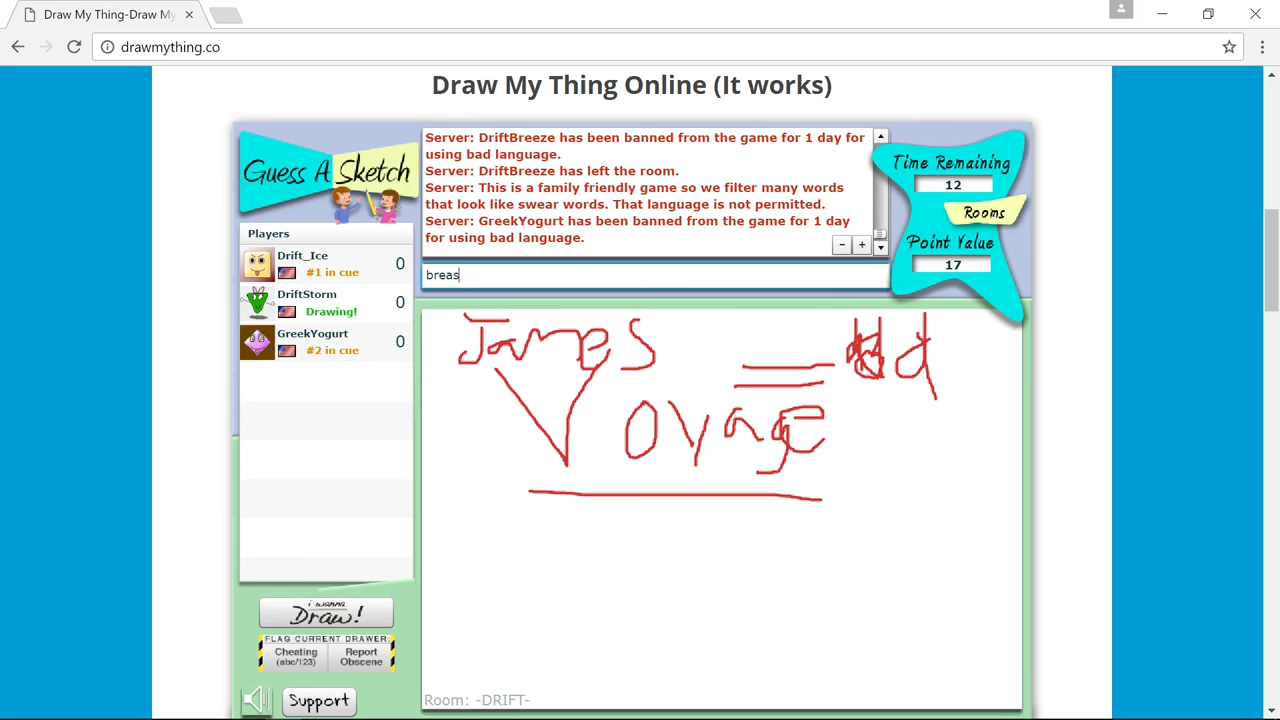 Draw My Thing-Draw My
drawmything.co
Draw My Thing Online (It works)
Guess A Sketch
Server: DriftBreeze has been banned from the game for 1 day for
using bad language.
Server: DriftBreeze has left the room.
Server: This is a family friendly game so we filter many words
that look like swear words. That language is not permitted.
Server: GreekYogurt has been banned from the game for 1 day
for using bad language.
- +
breas
Time Remaining
12
Rooms
Point Value
17
Players
Drift_Ice
#1 in cue
0
DriftStorm
Drawing!
0
GreekYogurt
#2 in cue
0
James
Voyage
i wanna
Draw!
FLAG CURRENT DRAWER:
Cheating
(abc/123)
Report
Obscene
Support
Room: -DRIFT-